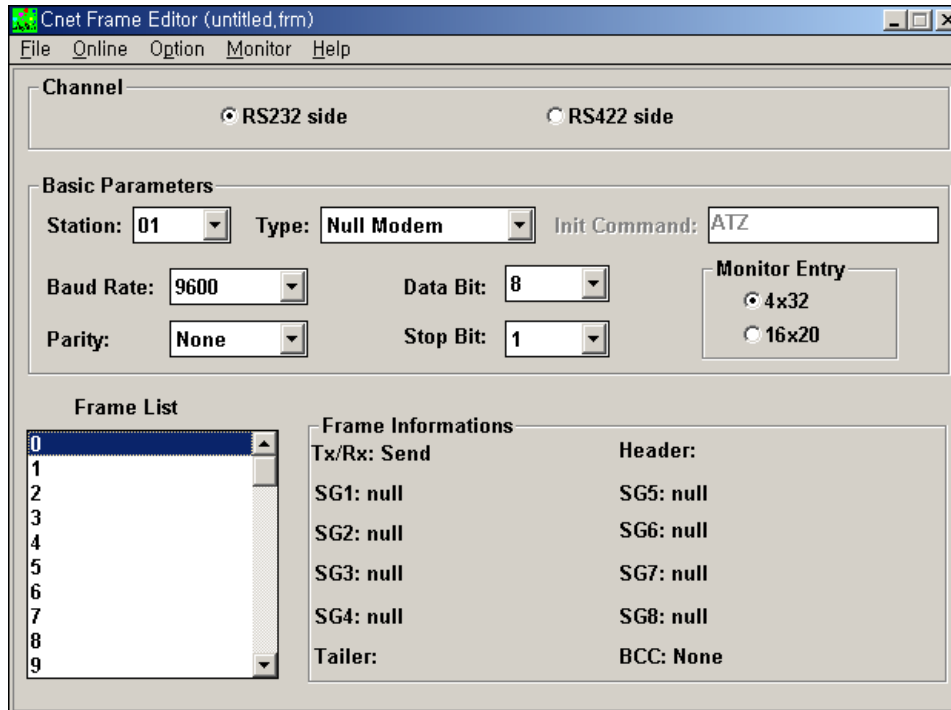 Cnet Frame Editor (untitled,frm)
File Online Option Monitor Help
Channel
RS232 side RS422 side
Basic Parameters
Station: 01 Type: Null Modem Init Command: ATZ
Baud Rate: 9600 Data Bit: 8
Monitor Entry
4x32
16x20
Parity: None Stop Bit: 1
Frame List
0
1
2
3
4
5
6
7
8
9
Frame Informations
Tx/Rx: Send Header:
SG1: null SG5: null
SG2: null SG6: null
SG3: null SG7: null
SG4: null SG8: null
Tailer: BCC: None